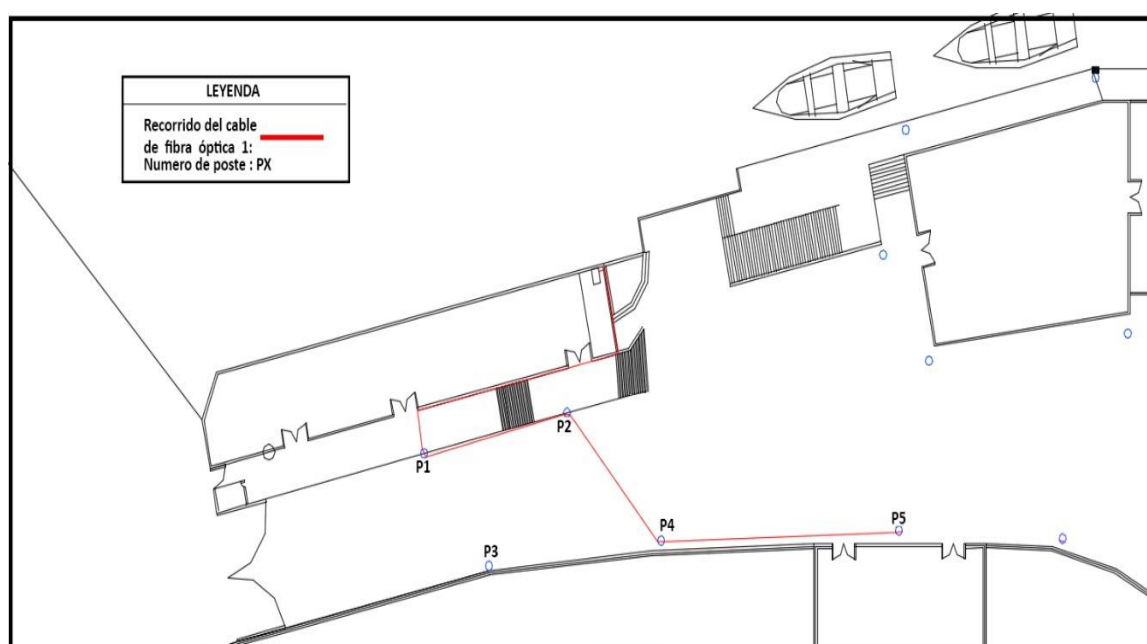 LEYENDA
Recorrido del cable
de fibra óptica 1:
Numero de poste : PX
P1
P2
P3
P4
P5